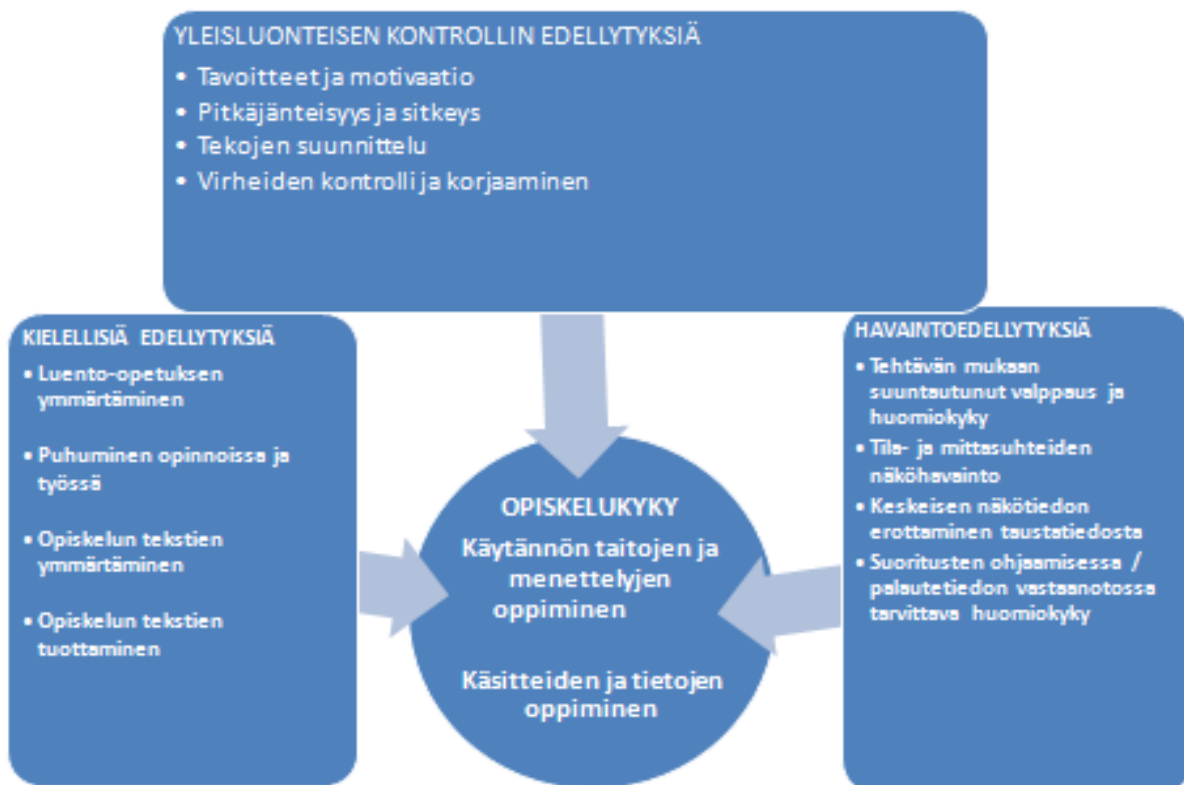 YLEISLUONTEISEN KONTROLLIN EDELLYTYKSIÄ
• Tavoitteet ja motivaatio
• Pitkäjänteisyys ja sitkeys
• Tekojen suunnittelu
• Virheiden kontrolli ja korjaaminen
KIELELLISIÄ EDELLYTYKSIÄ
• Luento-opetuksen
ymmärtäminen
• Puhuminen opinnoissa ja
työssä
• Opiskelun tekstien
ymmärtäminen
• Opiskelun tekstien
tuottaminen
OPISKELUKYKY
Käytännön taitojen ja
menettelyjen
oppiminen
Käsitteiden ja tietojen
oppiminen
HAVAINTOEDELLYTYKSIÄ
• Tehtävän mukaan
suuntautunut valppaus ja
huomiokyky
• Tila- ja mittasuhteiden
näköhavainto
• Keskeisen näkötiedon
erottaminen taustatiedosta
• Suoritusten ohjaamisessa /
palautetiedon vastaanotossa
tarvittava huomiokyky